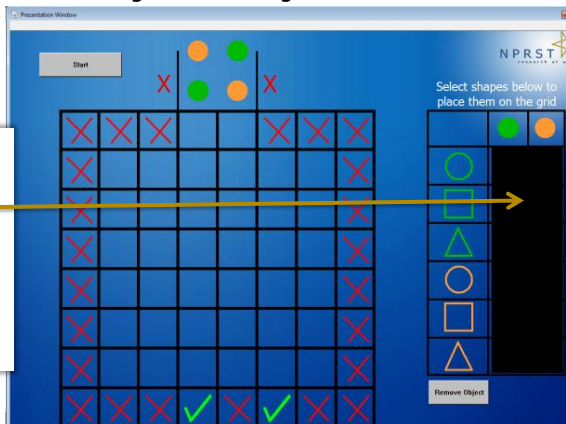 Presentation Window
Start
X
X
NPRST
Select shapes below to
place them on the grid
Remove Object